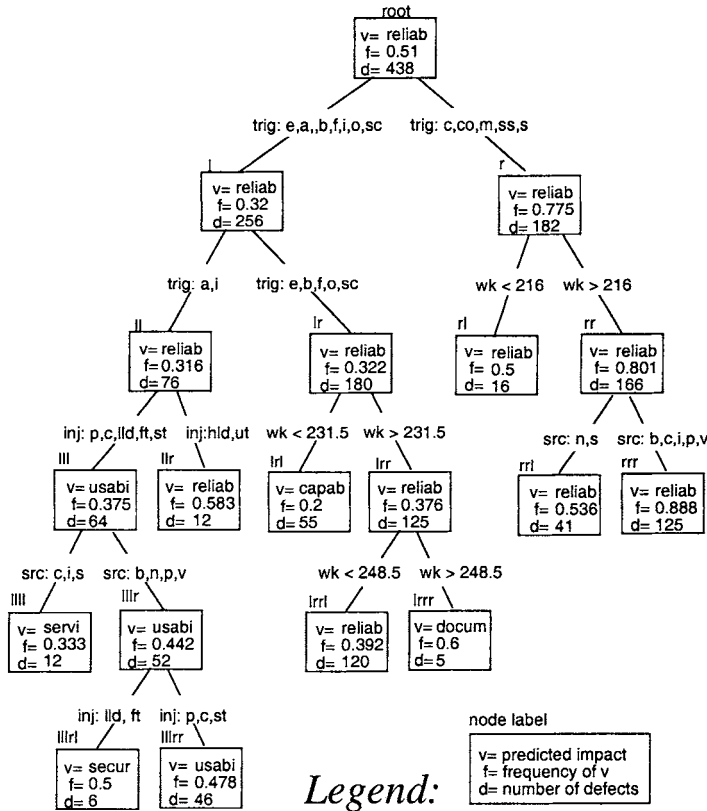 root
v= reliab
f= 0.51
d= 438
trig: e,a,,b,f,i,o,sc
trig: c,co,m,ss,s
l
v= reliab
f= 0.32
d= 256
r
v= reliab
f= 0.775
d= 182
trig: a,i
trig: e,b,f,o,sc
wk < 216
wk > 216
ll
v= reliab
f= 0.316
d= 76
lr
v= reliab
f= 0.322
d= 180
rl
v= reliab
f= 0.5
d= 16
rr
v= reliab
f= 0.801
d= 166
inj: p,c,lld,ft,st
inj:hld,ut
wk < 231.5
wk > 231.5
src: n,s
src: b,c,i,p,v
lll
v= usabi
f= 0.375
d= 64
llr
v= reliab
f= 0.583
d= 12
lrl
v= capab
f= 0.2
d= 55
lrr
v= reliab
f= 0.376
d= 125
rrl
v= reliab
f= 0.536
d= 41
rrr
v= reliab
f= 0.888
d= 125
src: c,i,s
src: b,n,p,v
wk < 248.5
wk > 248.5
llll
v= servi
f= 0.333
d= 12
lllr
v= usabi
f= 0.442
d= 52
lrrl
v= reliab
f= 0.392
d= 120
lrrr
v= docum
f= 0.6
d= 5
inj: lld, ft
inj: p,c,st
lllrl
v= secur
f= 0.5
d= 6
lllrr
v= usabi
f= 0.478
d= 46
Legend:
node label
v= predicted impact
f= frequency of v
d= number of defects